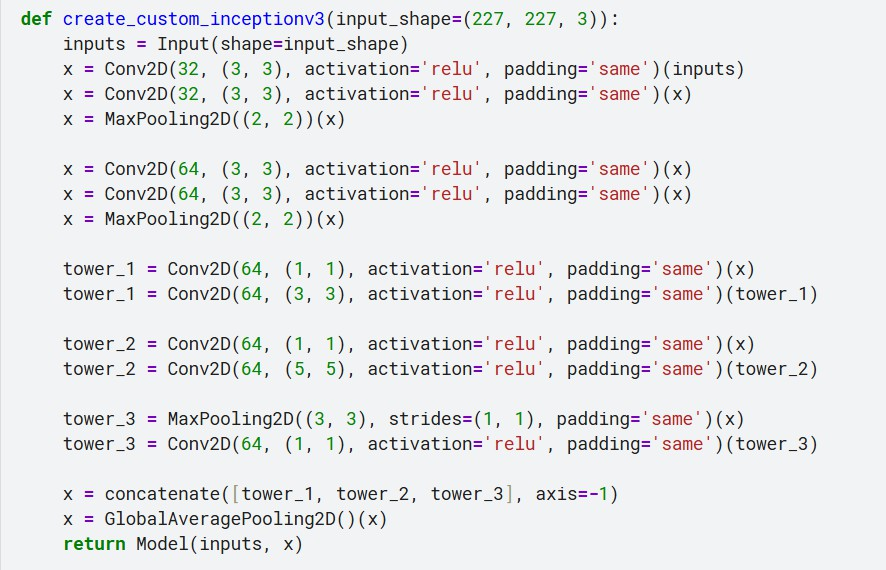 def create_custom_inceptionv3(input_shape=(227, 227, 3)):
    inputs = Input(shape=input_shape)
    x = Conv2D(32, (3, 3), activation='relu', padding='same')(inputs)
    x = Conv2D(32, (3, 3), activation='relu', padding='same')(x)
    x = MaxPooling2D((2, 2))(x)

    x = Conv2D(64, (3, 3), activation='relu', padding='same')(x)
    x = Conv2D(64, (3, 3), activation='relu', padding='same')(x)
    x = MaxPooling2D((2, 2))(x)

    tower_1 = Conv2D(64, (1, 1), activation='relu', padding='same')(x)
    tower_1 = Conv2D(64, (3, 3), activation='relu', padding='same')(tower_1)

    tower_2 = Conv2D(64, (1, 1), activation='relu', padding='same')(x)
    tower_2 = Conv2D(64, (5, 5), activation='relu', padding='same')(tower_2)

    tower_3 = MaxPooling2D((3, 3), strides=(1, 1), padding='same')(x)
    tower_3 = Conv2D(64, (1, 1), activation='relu', padding='same')(tower_3)

    x = concatenate([tower_1, tower_2, tower_3], axis=-1)
    x = GlobalAveragePooling2D()(x)
    return Model(inputs, x)